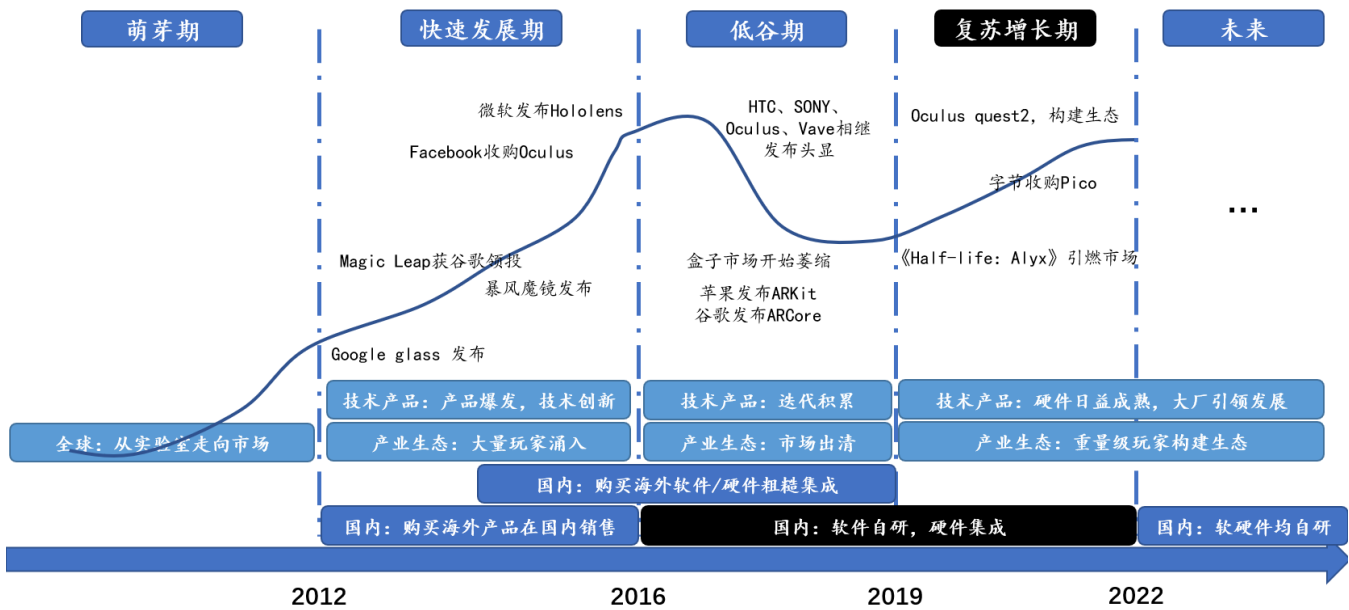 萌芽期
快速发展期
低谷期
复苏增长期
未来
微软发布Hololens
Facebook收购Oculus
Magic Leap获谷歌领投
暴风魔镜发布
Google glass 发布
HTC、SONY、
Oculus、Vave相继
发布头显
盒子市场开始萎缩
苹果发布ARKit
谷歌发布ARCore
Oculus quest2，构建生态
字节收购Pico
《Half-life：Alyx》引燃市场
...
技术产品：产品爆发，技术创新
技术产品：迭代积累
技术产品：硬件日益成熟，大厂引领发展
全球：从实验室走向市场
产业生态：大量玩家涌入
产业生态：市场出清
产业生态：重量级玩家构建生态
国内：购买海外软件/硬件粗糙集成
国内：购买海外产品在国内销售
国内：软件自研，硬件集成
国内：软硬件均自研
2012
2016
2019
2022